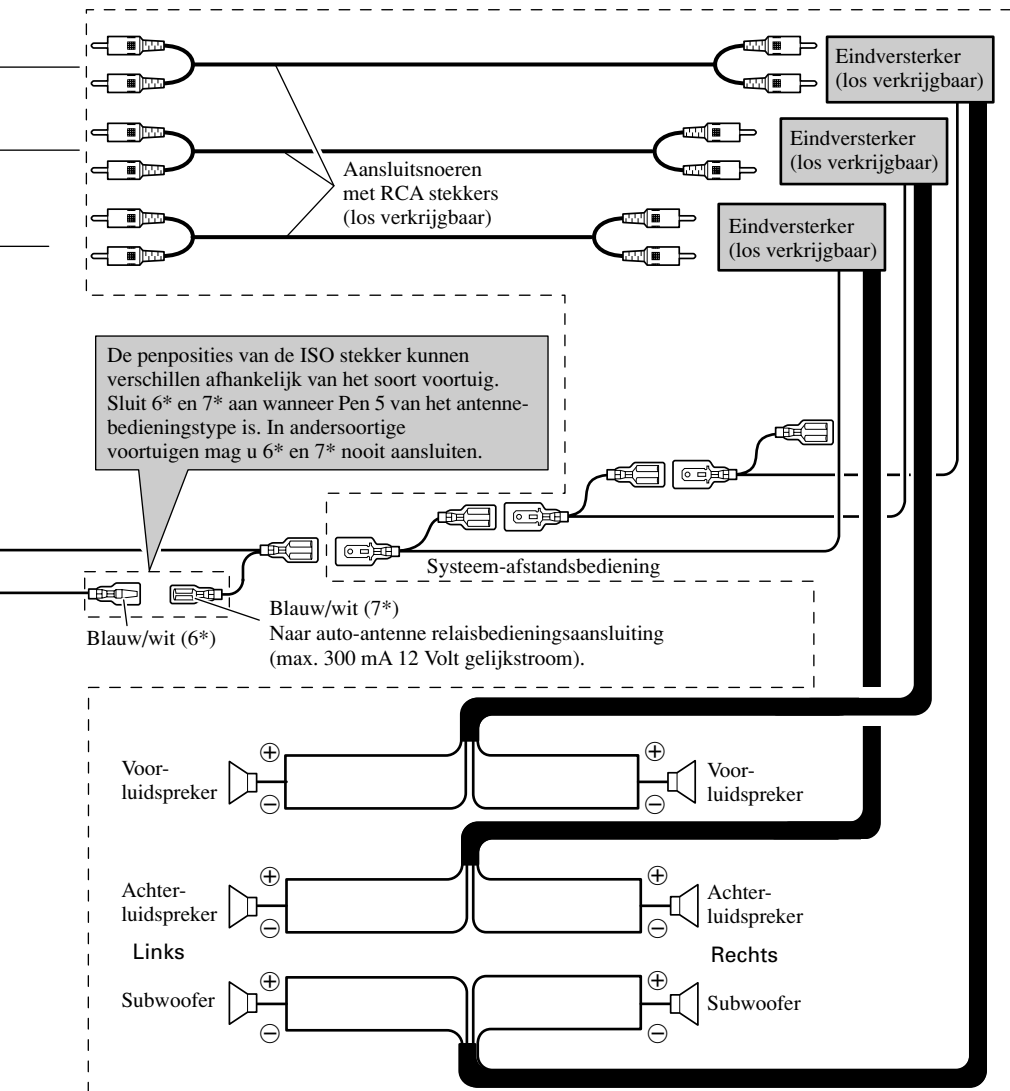 Eindversterker
(los verkrijgbaar)
Eindversterker
(los verkrijgbaar)
Aansluitsnoeren
met RCA stekkers
(los verkrijgbaar)
Eindversterker
(los verkrijgbaar)
De penposities van de ISO stekker kunnen
verschillen afhankelijk van het soort voortuig.
Sluit 6* en 7* aan wanneer Pen 5 van het antenne-
bedieningstype is. In andersoortige
voortuigen mag u 6* en 7* nooit aansluiten.
Systeem-afstandsbediening
Blauw/wit (6*)
Blauw/wit (7*)
Naar auto-antenne relaisbedieningsaansluiting
(max. 300 mA 12 Volt gelijkstroom).
Voor-
luidspreker
Voor-
luidspreker
Achter-
luidspreker
Achter-
luidspreker
Links
Rechts
Subwoofer
Subwoofer